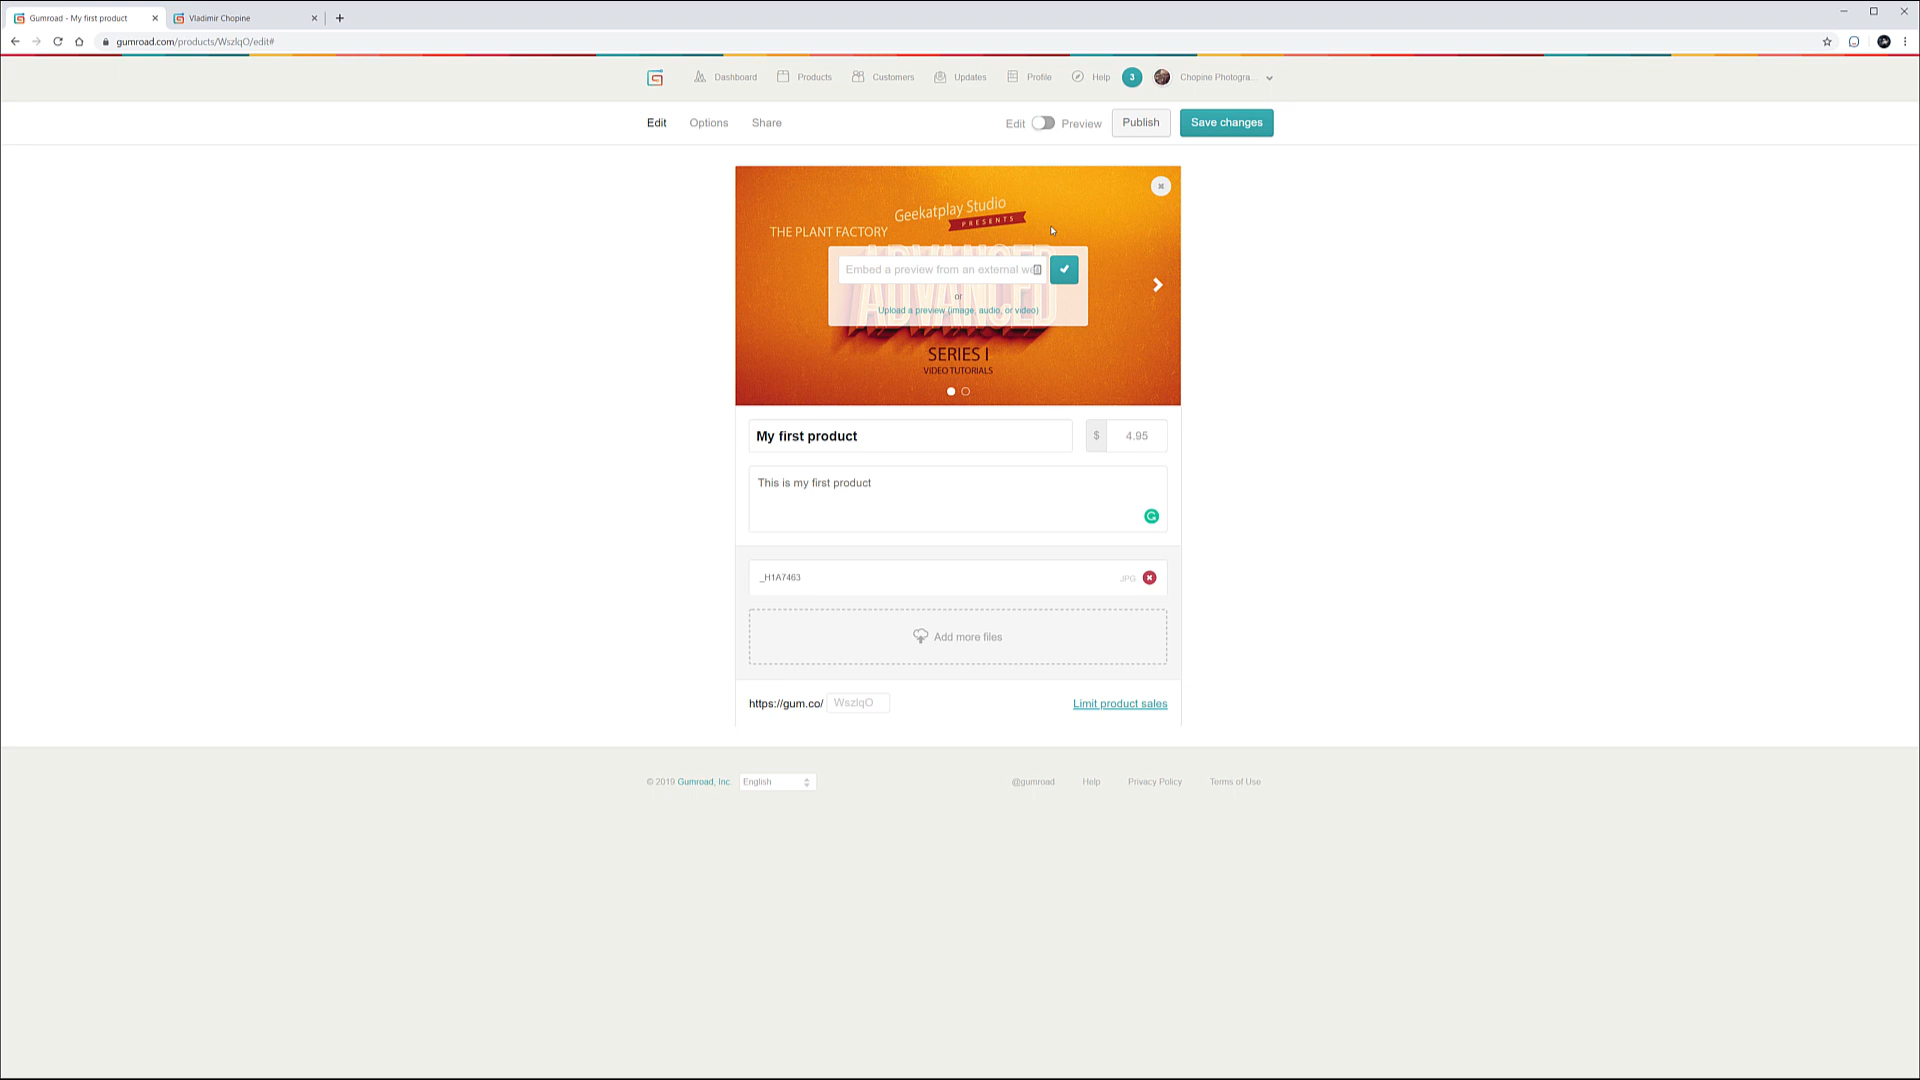 Gumroad - My first product
Vladimir Chopine
gumroad.com/products/WszlqO/edit#
Dashboard Products Customers Updates Profile Help 3 Chopine Photogra...
Edit Options Share Edit Preview Publish Save changes
Geekatplay Studio
PRESENTS
THE PLANT FACTORY
ADVANCED
Embed a preview from an external we
ADVANCED
or
Upload a preview (image, audio, or video)
SERIES I
VIDEO TUTORIALS
My first product $ 4.95
This is my first product
_H1A7463 JPG
Add more files
https://gum.co/ WszlqO Limit product sales
© 2019 Gumroad, Inc. English @gumroad Help Privacy Policy Terms of Use